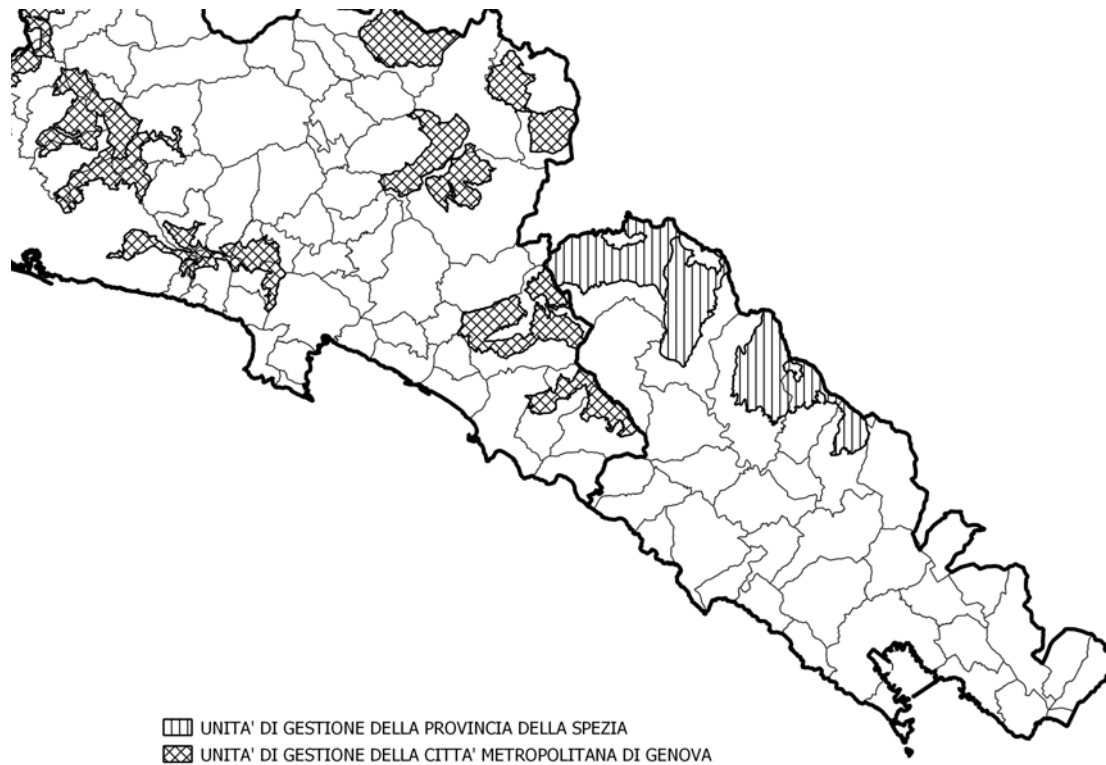 UNITA' DI GESTIONE DELLA PROVINCIA DELLA SPEZIA
UNITA' DI GESTIONE DELLA CITTA' METROPOLITANA DI GENOVA